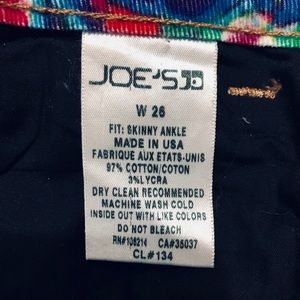 JOE'S
W 26
FIT: SKINNY ANKLE
MADE IN USA
FABRIQUE AUX ETATS-UNIS
97% COTTON/COTON
3%LYCRA
DRY CLEAN RECOMMENDED
MACHINE WASH COLD
INSIDE OUT WITH LIKE COLORS
DO NOT BLEACH
RN#108214 CA#35037
CL#134